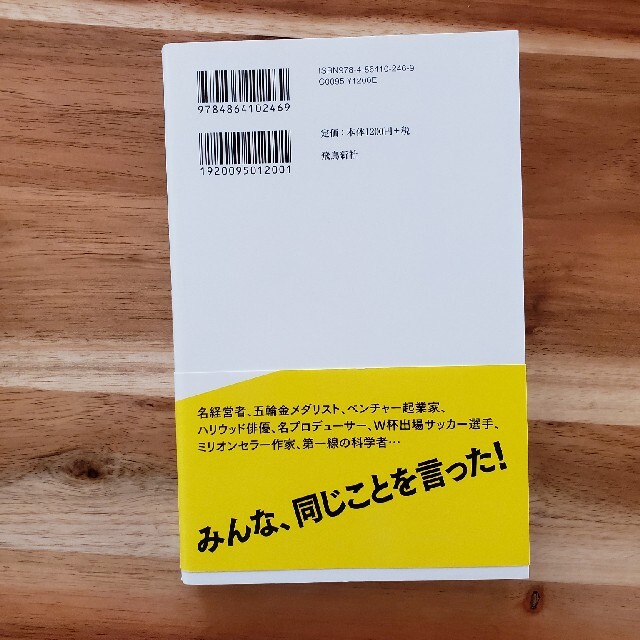 ISBN978-4-86410-246-9
C0095 ¥1200E
9784864102469
定価:本体1200円+税
1920095012001
飛鳥新社
名経営者、五輪金メダリスト、ベンチャー起業家、
ハリウッド俳優、名プロデューサー、W杯出場サッカー選手、
ミリオンセラー作家、第一線の科学者…
みんな、同じことを言った!